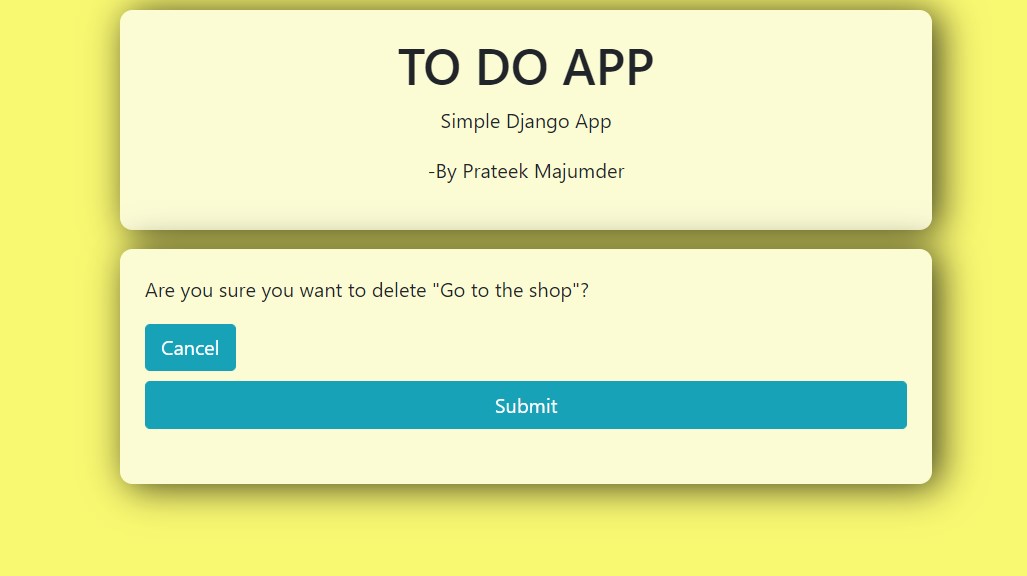 TO DO APP
Simple Django App
-By Prateek Majumder
Are you sure you want to delete "Go to the shop"?
Cancel
Submit